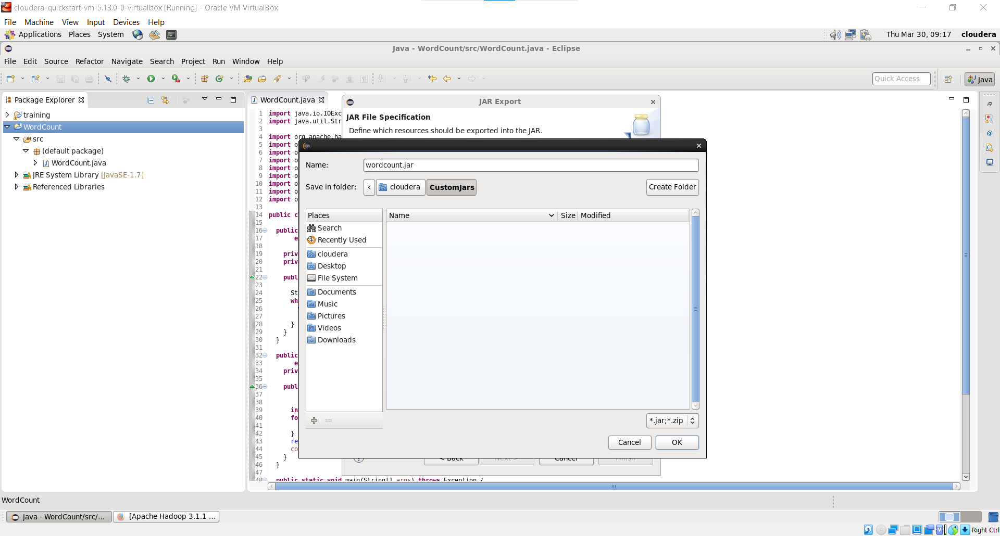 cloudera-quickstart-vm-5.13.0-0-virtualbox [Running] - Oracle VM VirtualBox
File Machine View Input Devices Help
Applications Places System Thu Mar 30, 09:17 cloudera
Java - WordCount/src/WordCount.java - Eclipse
File Edit Source Refactor Navigate Search Project Run Window Help
Quick Access Java
Package Explorer
training
WordCount
src
(default package)
WordCount.java
JRE System Library [JavaSE-1.7]
Referenced Libraries
WordCount.java
1 import java.io.IOExc
2 import java.util.Str
3
4 import org.apache.ha
5 import o
6 import o
7 import o
8 import o
9 import o
10 import o
11 import o
12 import o
13
14 public c
15
16 public
17 e
18
19 priv
20 priv
21
22 publ
23
24 St
25 wh
26
27
28 }
29 }
30 }
31
32 public
33 e
34 priv
35
36 publ
37
38
39 in
40 fo
41
42 }
43 re
44 co
45 }
46 }
47
48 public static void main(String[] args) throws Exception {
JAR Export
JAR File Specification
Define which resources should be exported into the JAR.
Name: wordcount.jar
Save in folder: cloudera CustomJars Create Folder
Places
Search
Recently Used
cloudera
Desktop
File System
Documents
Music
Pictures
Videos
Downloads
Name Size Modified
*.jar;*.zip
Cancel OK
< Back Next > Cancel Finish
WordCount
Java - WordCount/src/... [Apache Hadoop 3.1.1 ...
Right Ctrl